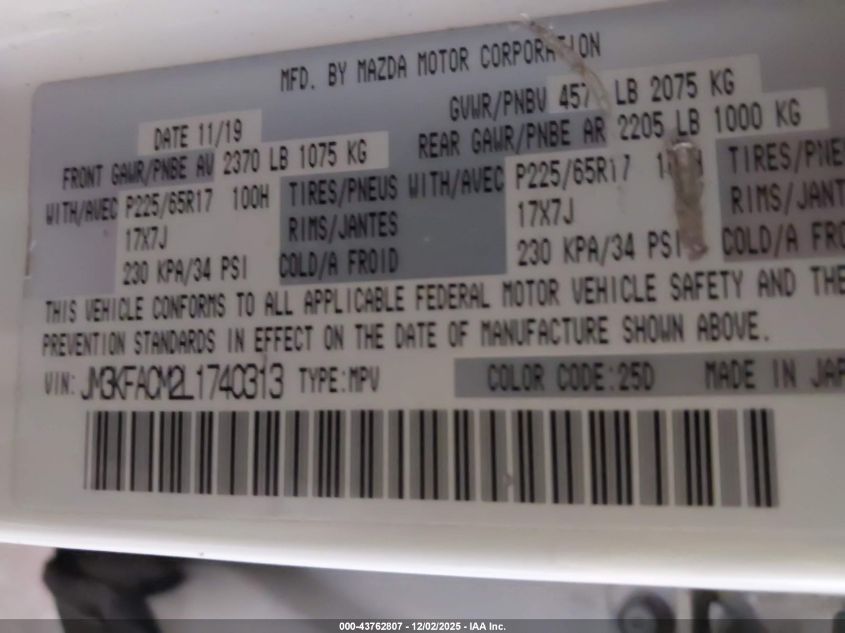 MFD. BY MAZDA MOTOR CORPORATION
DATE 11/19 GVWR/PNBV LB 2075 KG
FRONT GAWR/PNBE AV 2370 LB 1075 KG REAR GAWR/PNBE AR 2205 LB 1000 KG
WITH/AVEC P225/65R17 100H TIRES/PNEUS WITH/AVEC P225/65R17 TIRES/PNE
17X7J RIMS/JANTES 17X7J RIMS/JANT
230 KPA/34 PSI COLD/A FROID 230 KPA/34 PSI COLD/A FRO
THIS VEHICLE CONFORMS TO ALL APPLICABLE FEDERAL MOTOR VEHICLE SAFETY AND THE
PREVENTION STANDARDS IN EFFECT ON THE DATE OF MANUFACTURE SHOWN ABOVE.
VIN: JM3KFACM2L1740313 TYPE:MPV COLOR CODE:25D MADE IN JAP
000-43762807 - 12/02/2025 - IAA Inc.